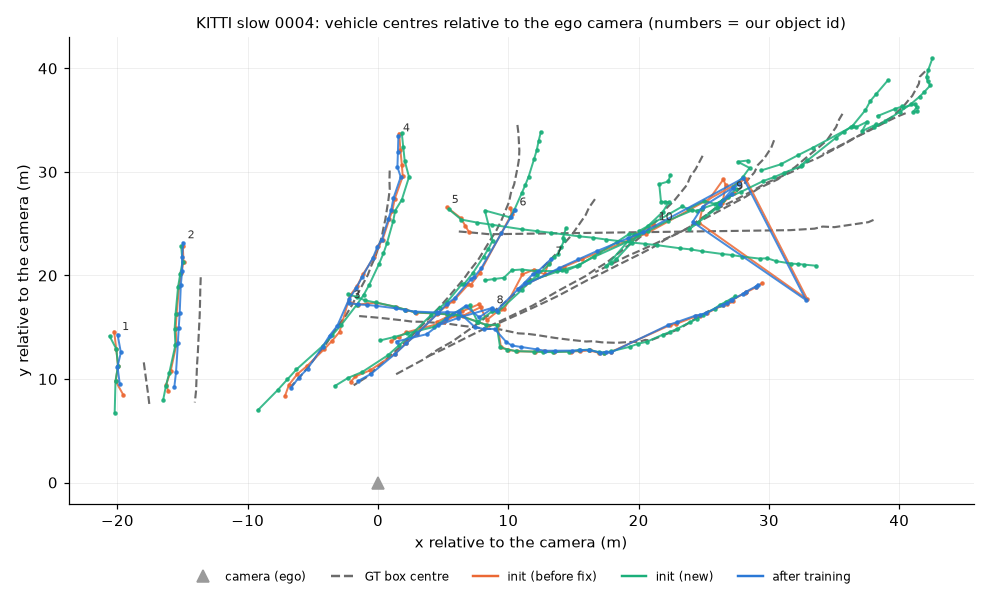 KITTI slow 0004: vehicle centres relative to the ego camera (numbers = our object id)
y relative to the camera (m)
40
30
20
10
0
4
5
6
2
9
10
7
3
8
1
−20
−10
0
10
20
30
40
x relative to the camera (m)
camera (ego)
GT box centre
init (before fix)
init (new)
after training